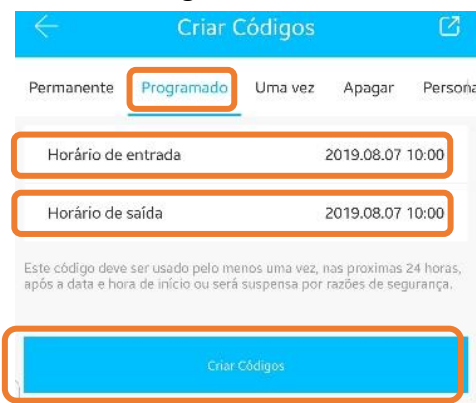 Criar Códigos
Permanente Programado Uma vez Apagar Persona
Horário de entrada 2019.08.07 10:00
Horário de saída 2019.08.07 10:00
Este código deve ser usado pelo menos uma vez, nas proximas 24 horas,
após a data e hora de início ou será suspensa por razões de segurança.
Criar Códigos